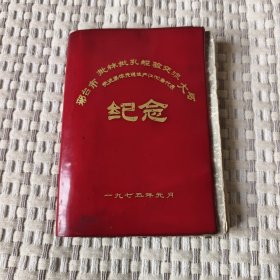 烟台市批林批孔经验交流大会
纪念
一九七五年元月